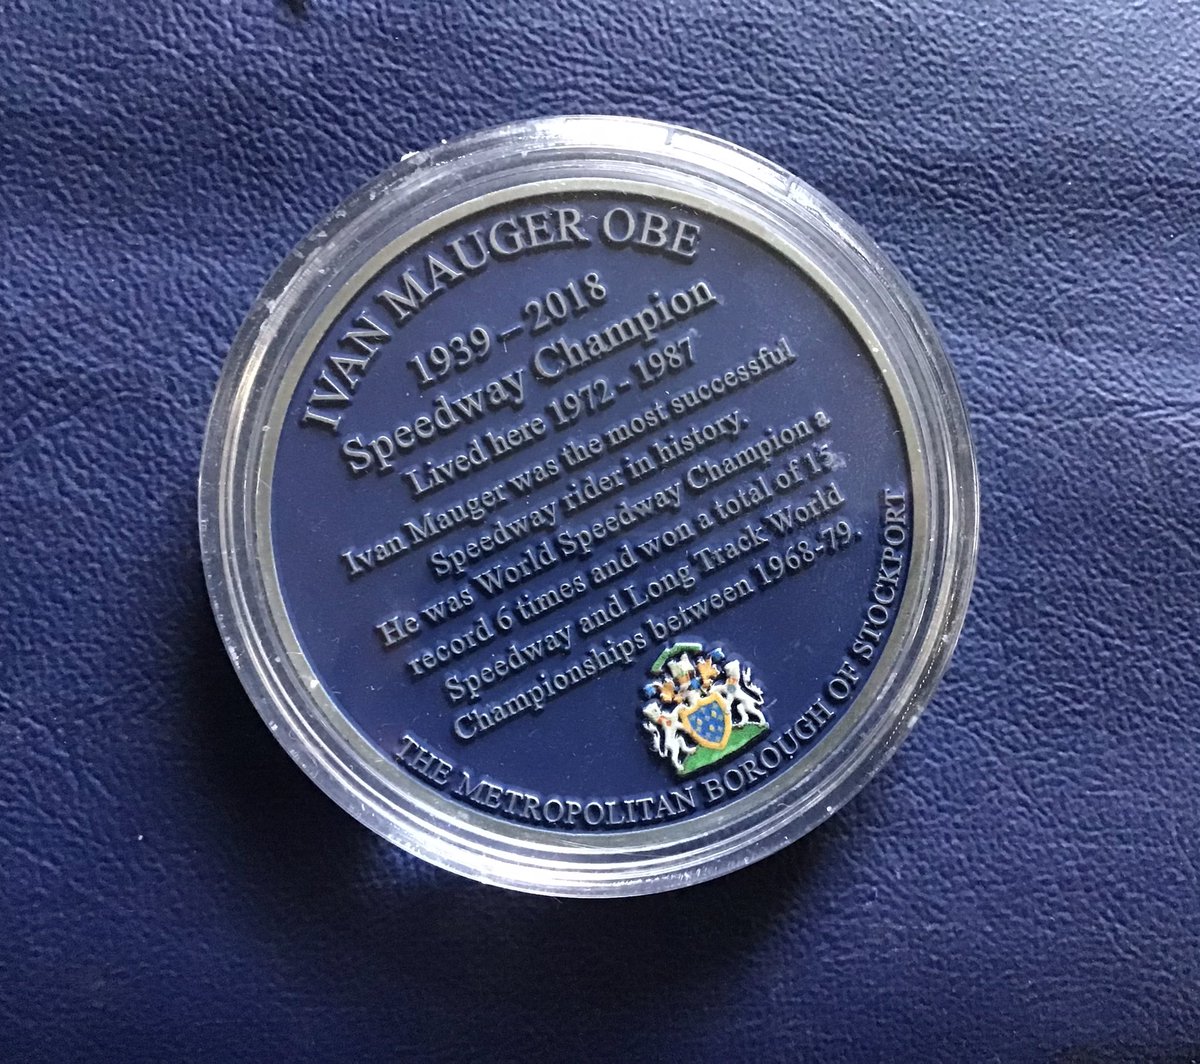 IVAN MAUGER OBE
1939 – 2018
Speedway Champion
Lived here 1972 - 1987
Ivan Mauger was the most successful
Speedway rider in history.
He was World Speedway Champion a
record 6 times and won a total of 15
Speedway and Long Track World
Championships between 1968-79.
THE METROPOLITAN BOROUGH OF STOCKPORT